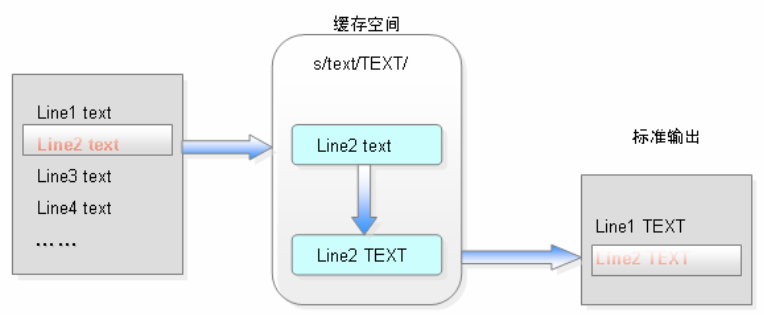 缓存空间
s/text/TEXT/
Line1 text
Line2 text
Line3 text
Line4 text
……
Line2 text
Line2 TEXT
标准输出
Line1 TEXT
Line2 TEXT